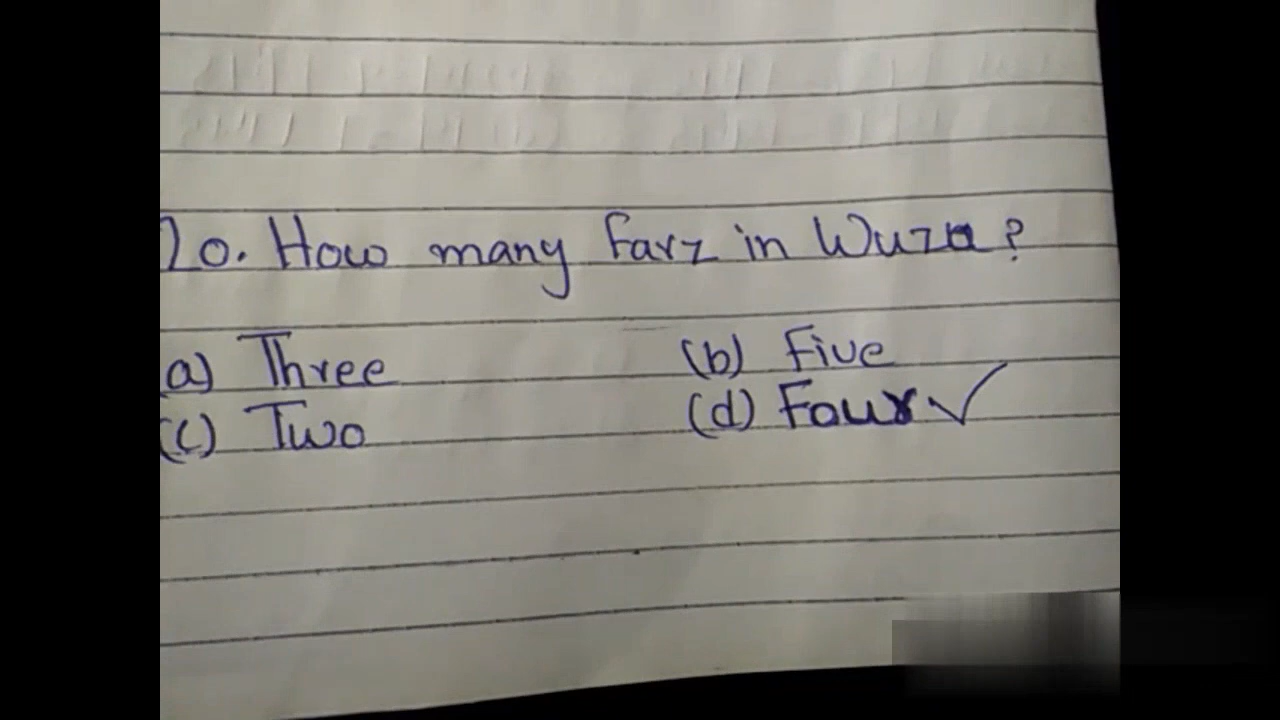 20. How many farz in Wuzu?
a) Three (b) Five
(c) Two (d) Four ✓